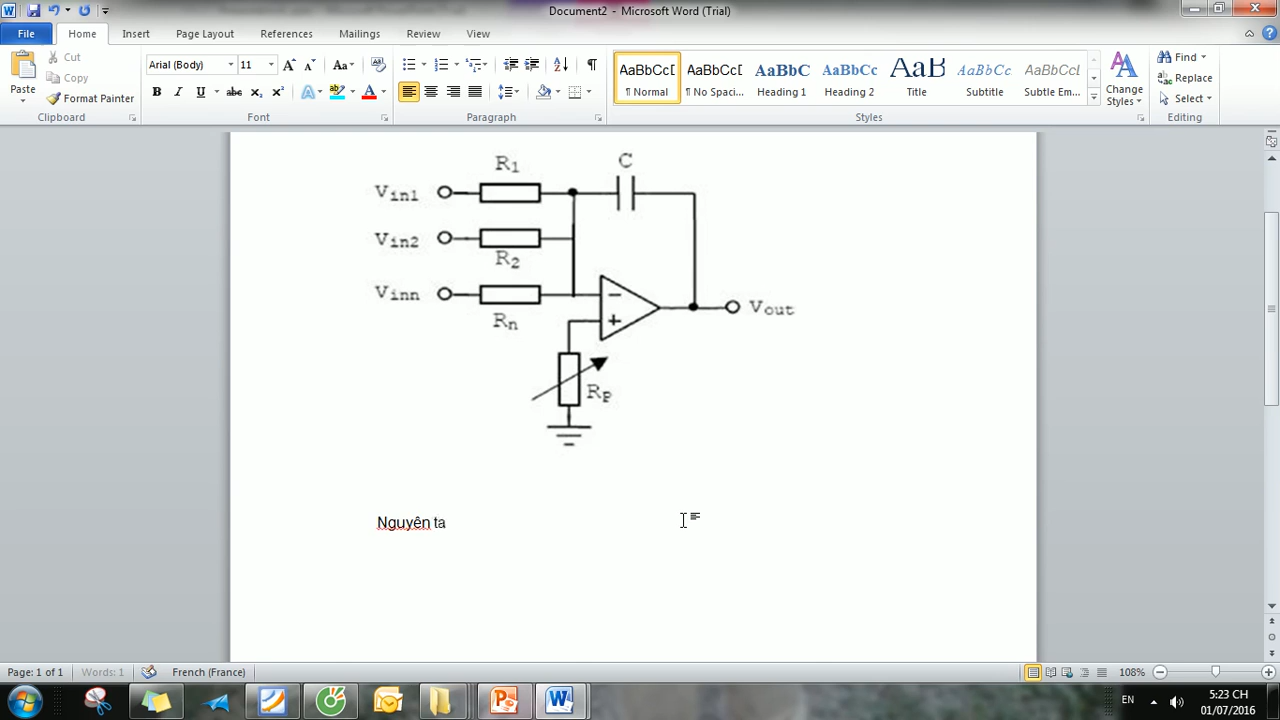 Document2 - Microsoft Word (Trial)
File Home Insert Page Layout References Mailings Review View
Paste
Cut
Copy
Format Painter
Clipboard
Arial (Body) 11
Font
Paragraph
AaBbCcD AaBbCcD AaBbC AaBbCc AaB AaBbCc AaBbCcD
¶ Normal ¶ No Spaci... Heading 1 Heading 2 Title Subtitle Subtle Em...
Styles
Change Styles
Find
Replace
Select
Editing
R1
C
Vin1
Vin2
R2
Vinn
Rn
−
+
Vout
RP
Nguyên ta
Page: 1 of 1 Words: 1 French (France) 108%
EN 5:23 CH
01/07/2016